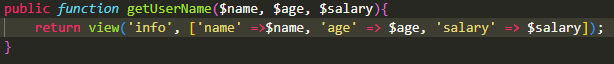 public function getUserName($name, $age, $salary){
    return view('info', ['name' =>$name, 'age' => $age, 'salary' => $salary]);
}